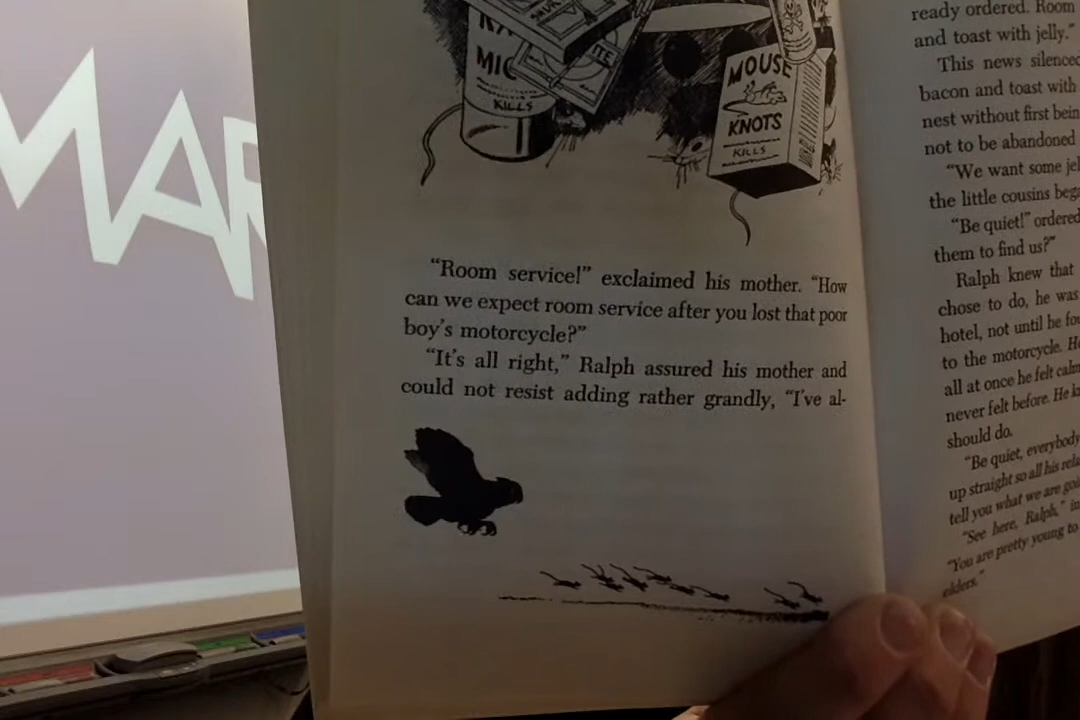 MAR
MIC
KILLS
MOUSE
KNOTS
KILLS
“Room service!” exclaimed his mother. “How
can we expect room service after you lost that poor
boy’s motorcycle?”
“It’s all right,” Ralph assured his mother and
could not resist adding rather grandly, “I’ve al-
ready ordered. Room
and toast with jelly.”
This news silenced
bacon and toast with
nest without first bein
not to be abandoned
“We want some je
the little cousins bega
“Be quiet!” ordered
them to find us?”
Ralph knew that
chose to do, he was
hotel, not until he fou
to the motorcycle. He
all at once he felt calm
never felt before. He k
should do.
“Be quiet, everybody
up straight so all his rela
tell you what we are goi
“See here, Ralph,” in
“You are pretty young to
elders.”